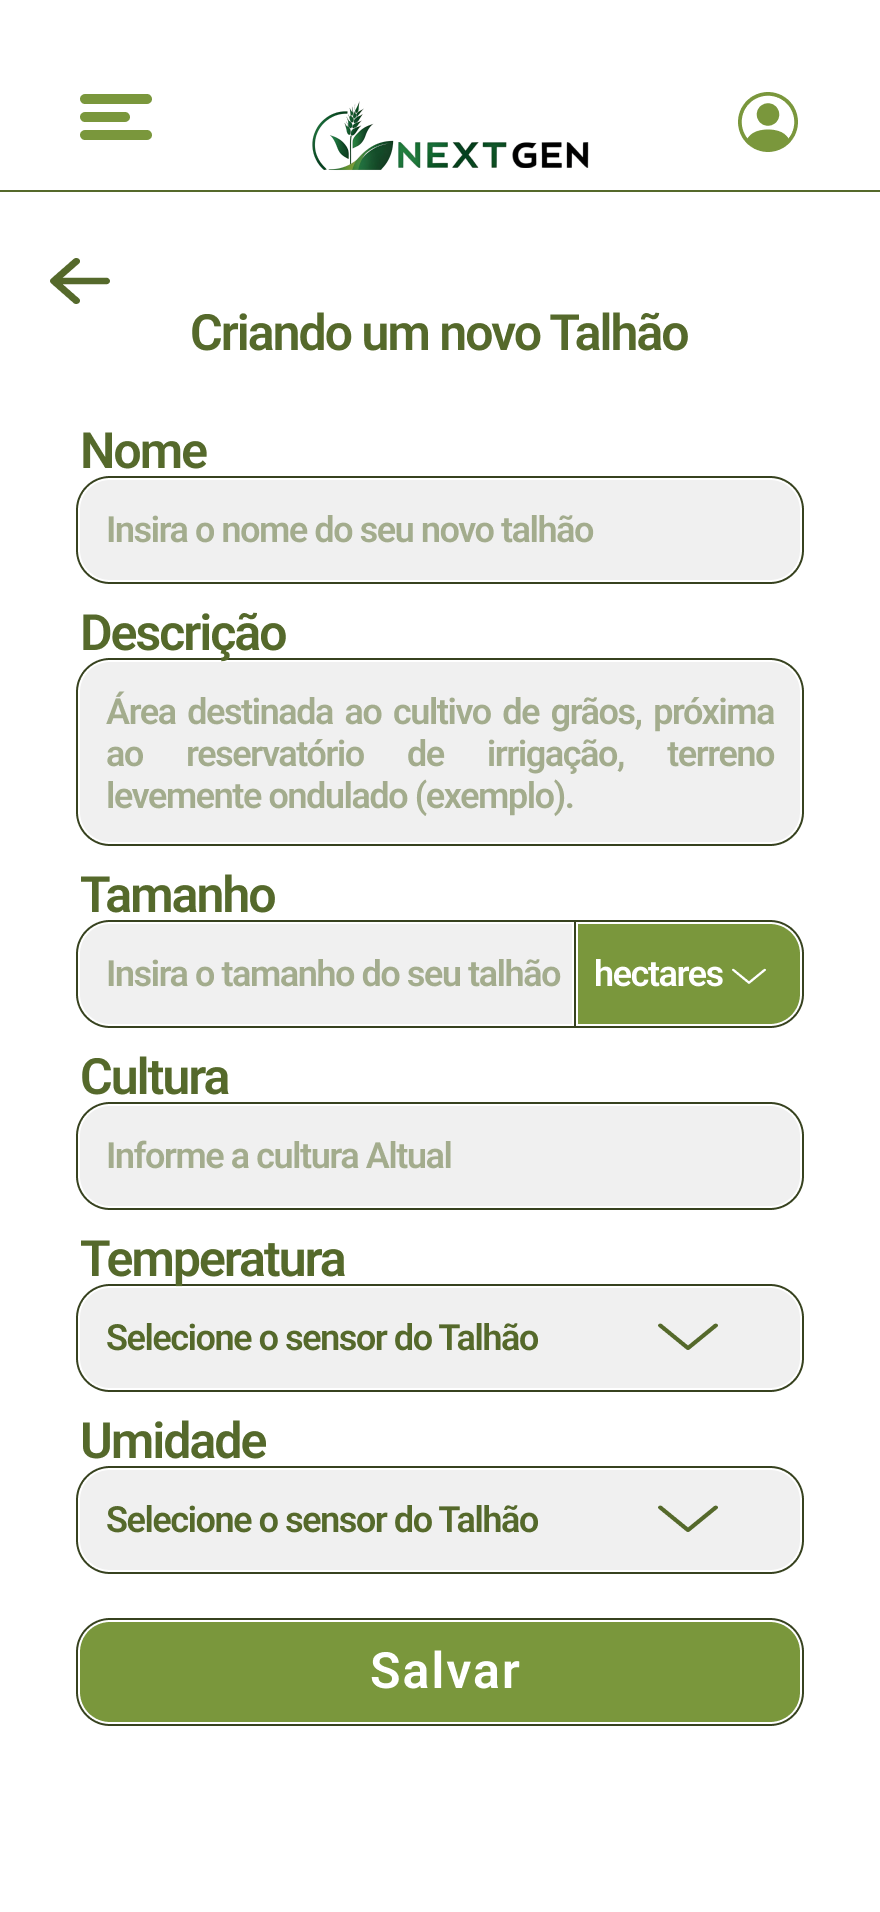 NEXTGEN
Criando um novo Talhão
Nome
Insira o nome do seu novo talhão
Descrição
Área destinada ao cultivo de grãos, próxima
ao reservatório de irrigação, terreno
levemente ondulado (exemplo).
Tamanho
Insira o tamanho do seu talhão hectares
Cultura
Informe a cultura Altual
Temperatura
Selecione o sensor do Talhão
Umidade
Selecione o sensor do Talhão
Salvar